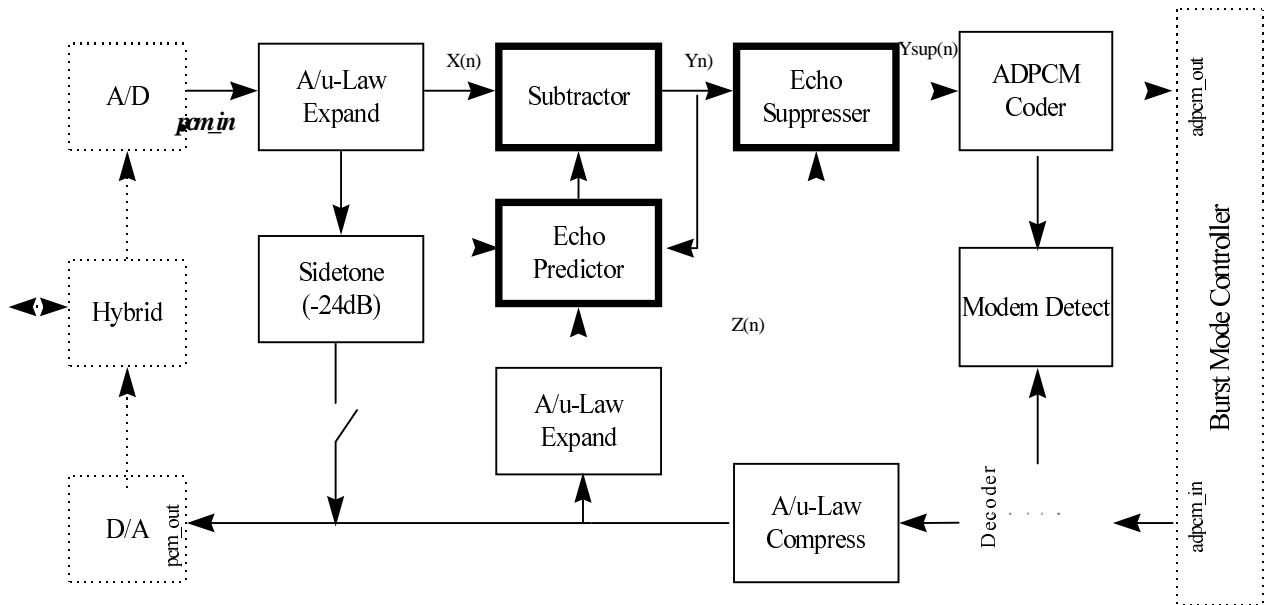 A/D
pcm_in
A/u-Law
Expand
X(n)
Subtractor
Yn)
Echo
Suppresser
Ysup(n)
ADPCM
Coder
adpcm_out
Echo
Predictor
Sidetone
(-24dB)
Hybrid
Z(n)
Modem Detect
Burst Mode Controller
A/u-Law
Expand
D/A
pcm_out
A/u-Law
Compress
Decoder
adpcm_in